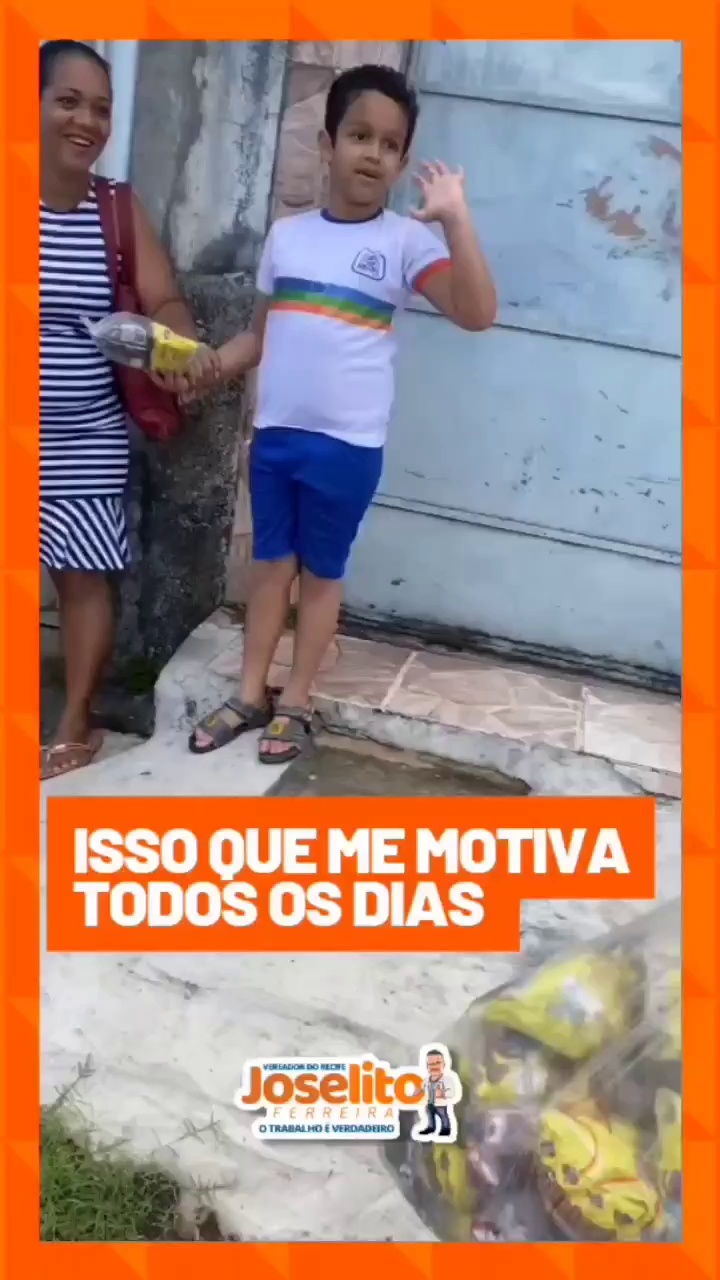 ISSO QUE ME MOTIVA
TODOS OS DIAS
VEREADOR DO RECIFE
Joselito
FERREIRA
O TRABALHO É VERDADEIRO